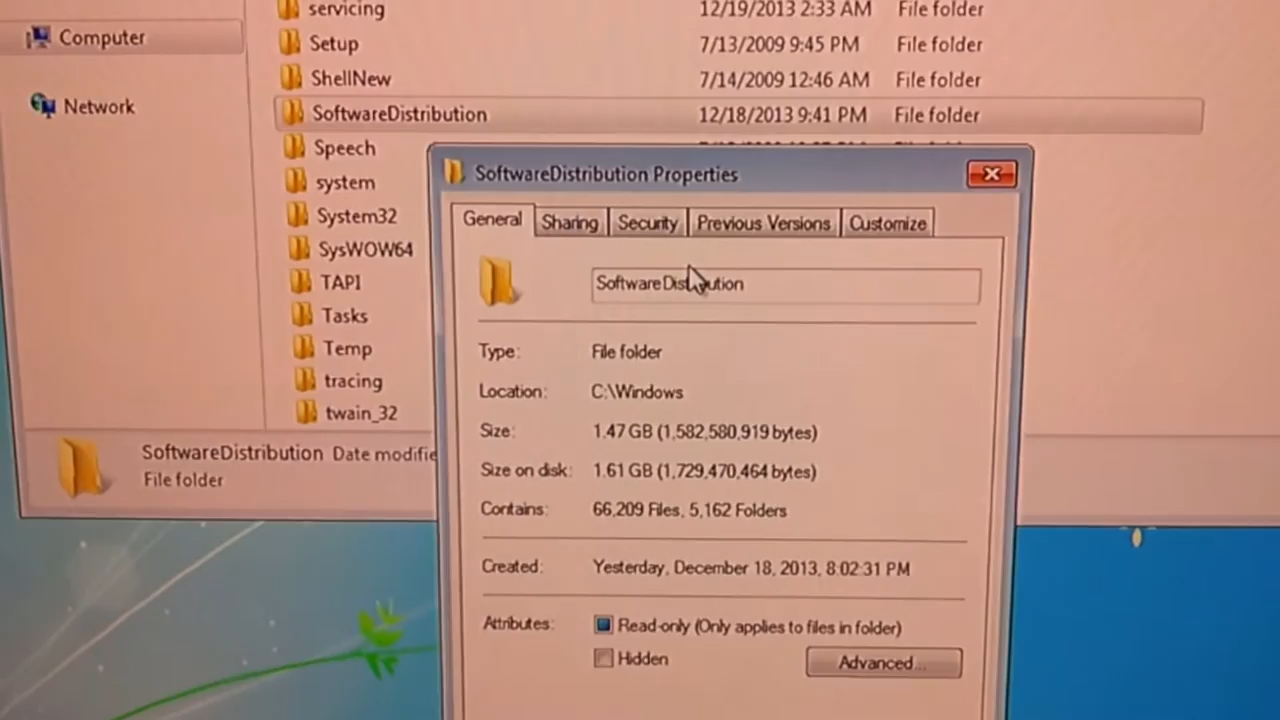 servicing 12/19/2013 2:33 AM File folder
Computer
Setup 7/13/2009 9:45 PM File folder
ShellNew 7/14/2009 12:46 AM File folder
Network
SoftwareDistribution 12/18/2013 9:41 PM File folder
Speech
SoftwareDistribution Properties
system
System32
General Sharing Security Previous Versions Customize
SysWOW64
TAPI
SoftwareDistribution
Tasks
Temp
Type: File folder
tracing
Location: C:\Windows
twain_32
Size: 1.47 GB (1,582,580,919 bytes)
SoftwareDistribution Date modifie
File folder
Size on disk: 1.61 GB (1,729,470,464 bytes)
Contains: 66,209 Files, 5,162 Folders
Created: Yesterday, December 18, 2013, 8:02:31 PM
Attributes: Read-only (Only applies to files in folder)
Hidden
Advanced...